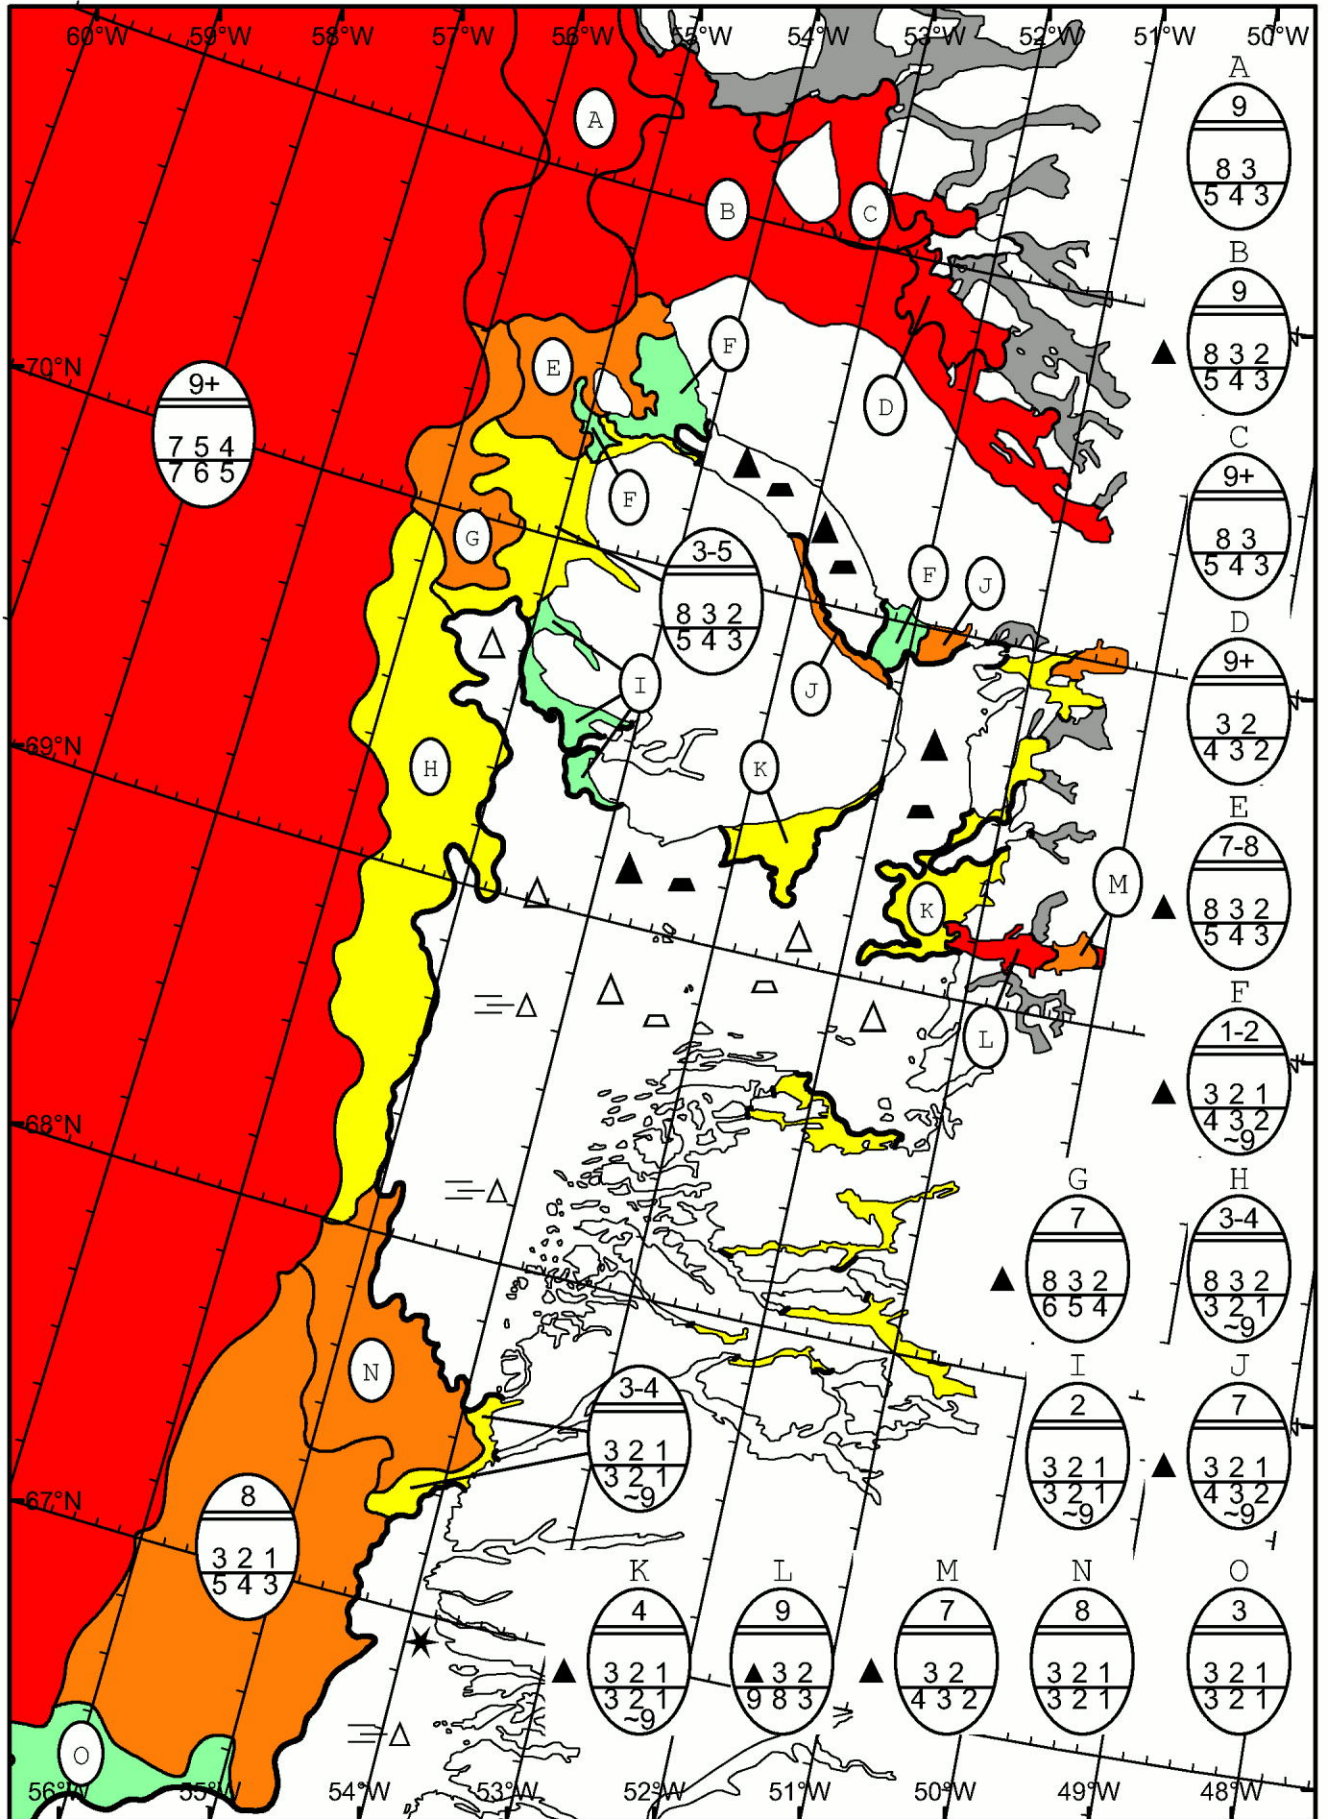 60°W 59°W 58°W 57°W 56°W 55°W 54°W 53°W 52°W 51°W 50°W
A
9
8 3
5 4 3
A
B
C
B
9
8 3 2
5 4 3
F
E
70°N
9+
7 5 4
7 6 5
D
C
9+
8 3
5 4 3
F
G
3-5
8 3 2
5 4 3
F
J
D
9+
3 2
4 3 2
I
J
69°N
H
K
E
7-8
8 3 2
5 4 3
M
K
L
F
1-2
3 2 1
4 3 2
~9
68°N
G
7
8 3 2
6 5 4
H
3-4
8 3 2
3 2 1
~9
N
3-4
3 2 1
3 2 1
~9
I
2
3 2 1
3 2 1
~9
J
7
3 2 1
4 3 2
~9
67°N
8
3 2 1
5 4 3
K
4
3 2 1
3 2 1
~9
L
9
3 2
9 8 3
M
7
3 2
4 3 2
N
8
3 2 1
3 2 1
O
3
3 2 1
3 2 1
O
56°W 55°W 54°W 53°W 52°W 51°W 50°W 49°W 48°W